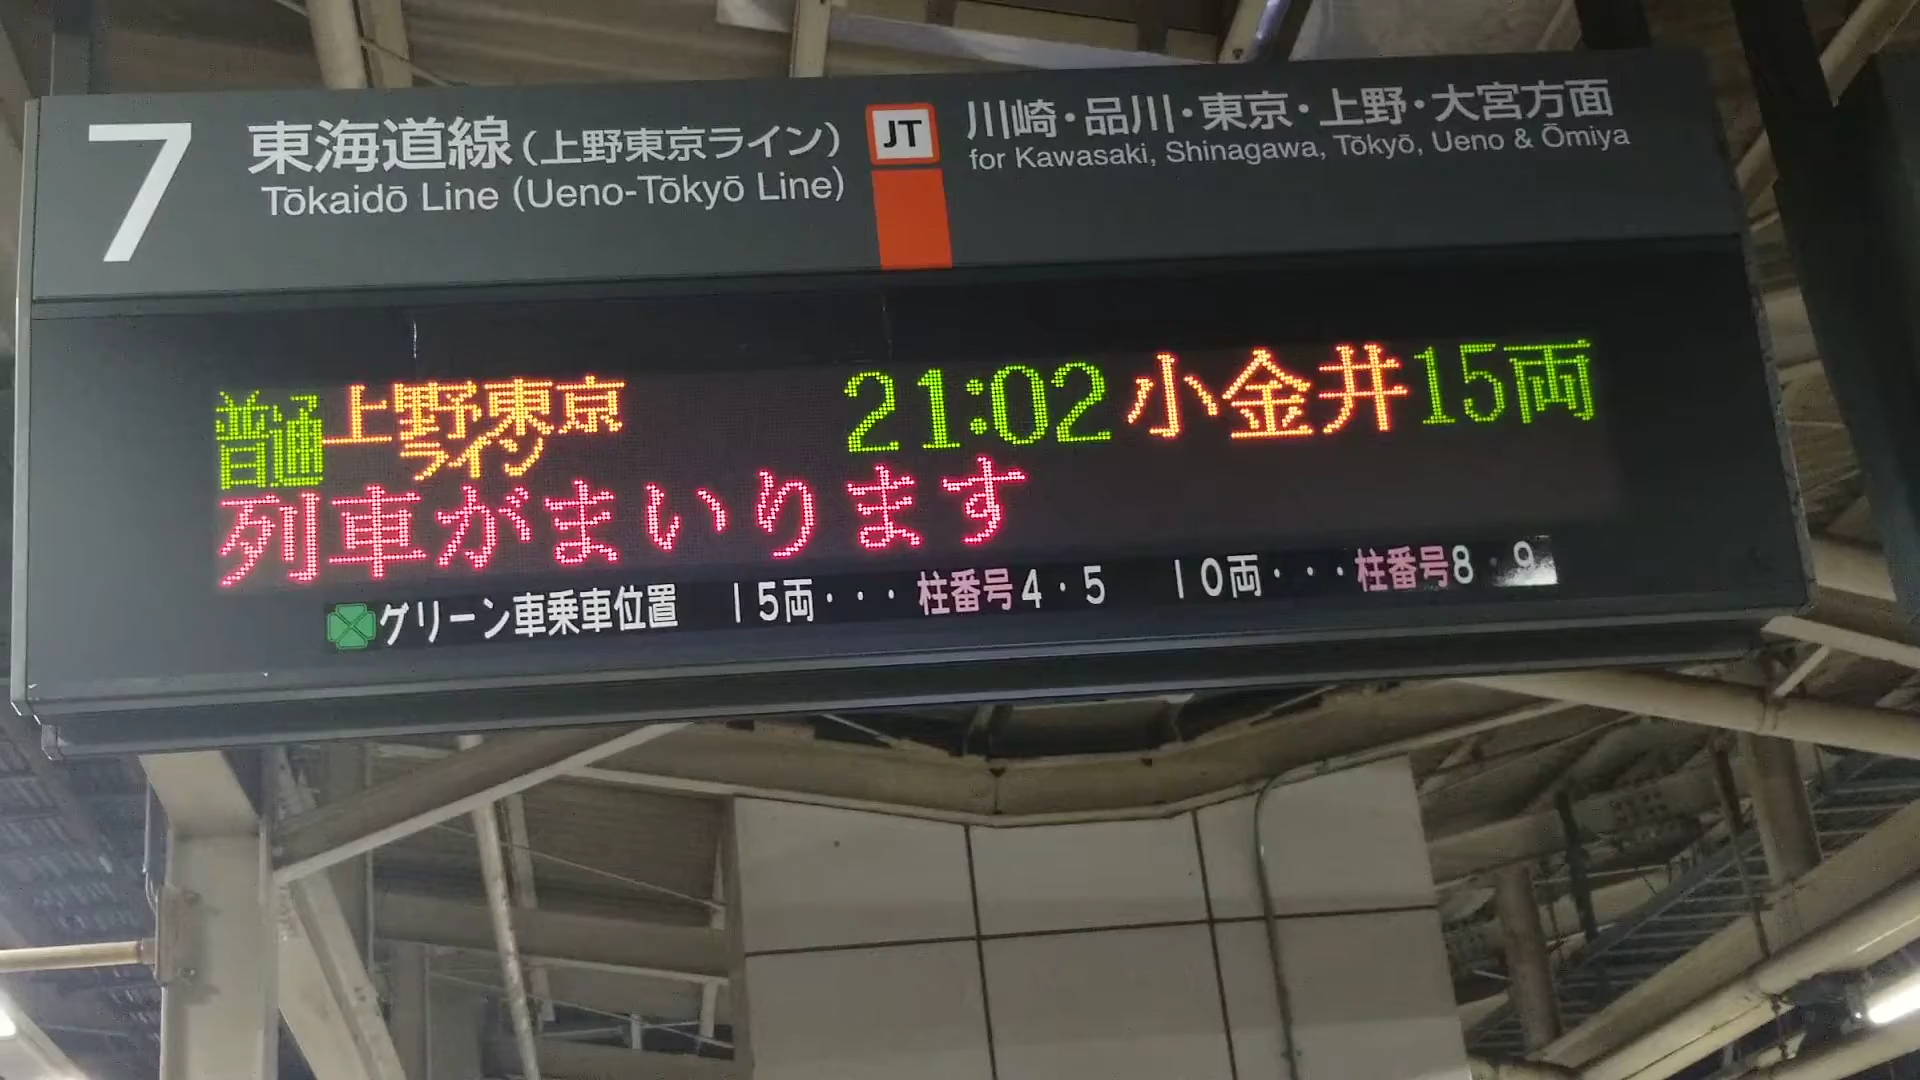 7 東海道線(上野東京ライン) JT 川崎・品川・東京・上野・大宮方面
Tōkaidō Line (Ueno-Tōkyō Line) for Kawasaki, Shinagawa, Tōkyō, Ueno & Ōmiya
普通 上野東京ライン 21:02 小金井 15両
列車がまいります
グリーン車乗車位置 15両・・・柱番号4・5 10両・・・柱番号8・9